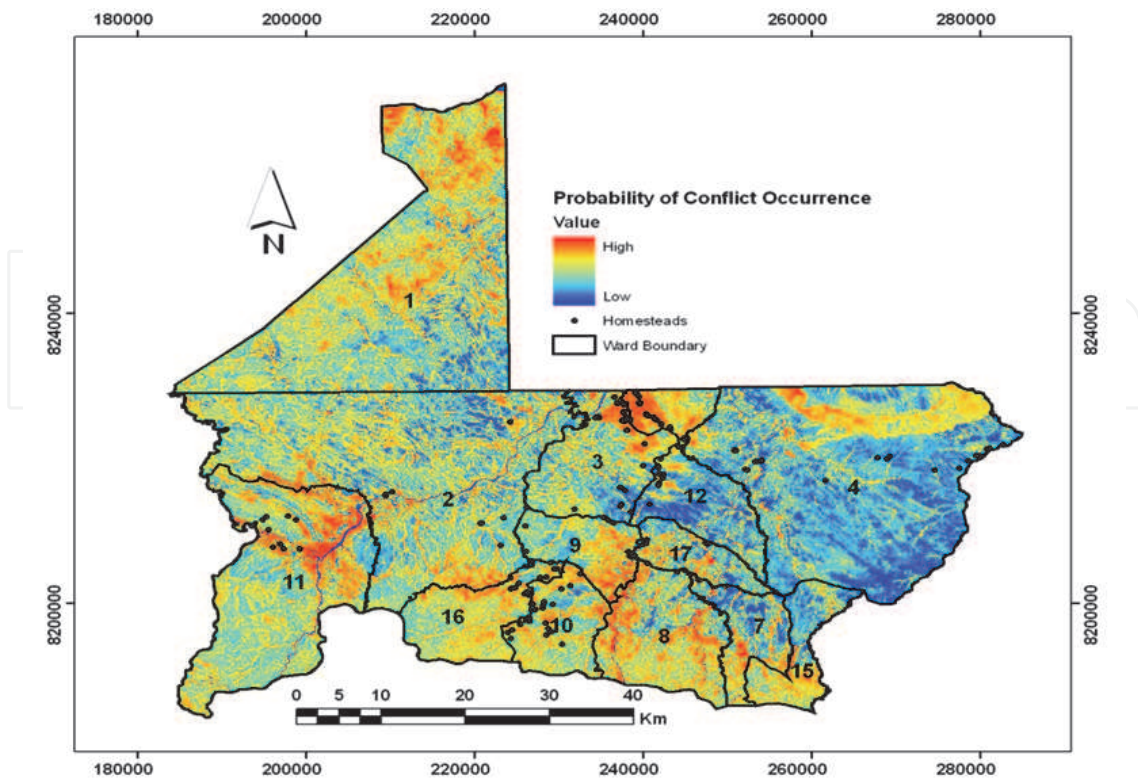 180000 200000 220000 240000 260000 280000
N
Probability of Conflict Occurrence
Value
High
Low
Homesteads
Ward Boundary
8240000 8240000
1
3
4
2
12
9
17
11
16
10
8
7
15
8200000 8200000
0 5 10 20 30 40
Km
180000 200000 220000 240000 260000 280000